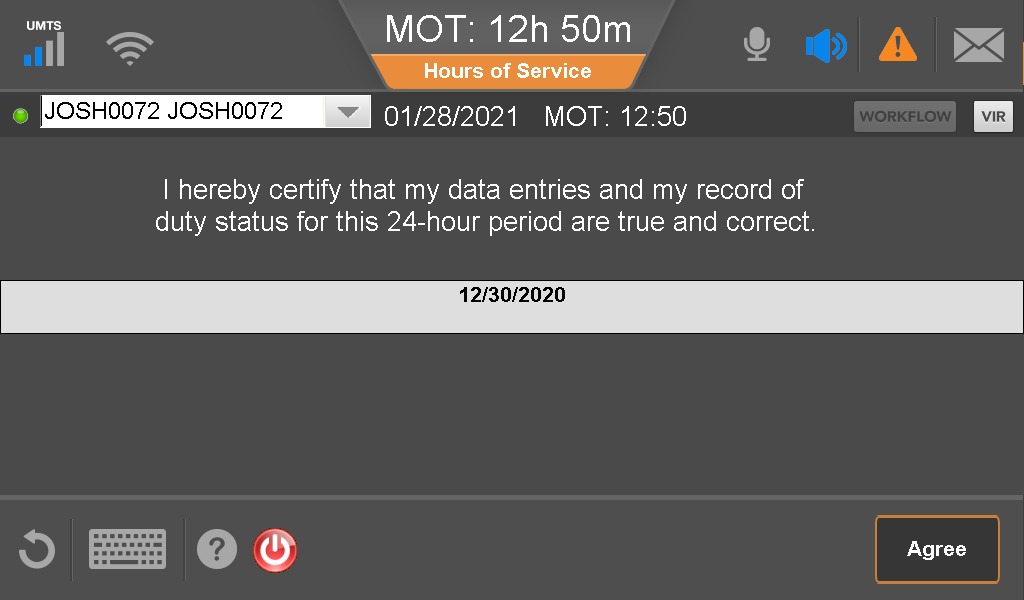 UMTS
MOT: 12h 50m
Hours of Service
JOSH0072 JOSH0072
01/28/2021 MOT: 12:50
WORKFLOW
VIR
I hereby certify that my data entries and my record of
duty status for this 24-hour period are true and correct.
12/30/2020
?
Agree